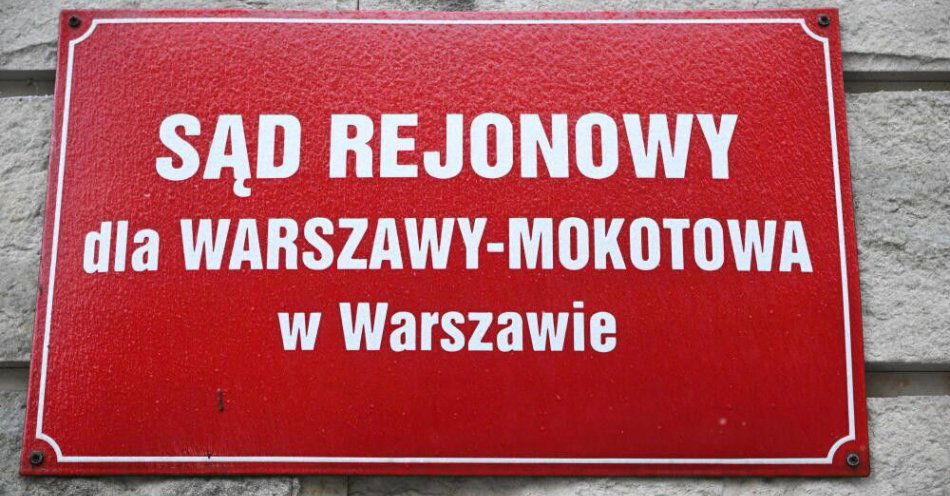 SĄD REJONOWY
dla WARSZAWY-MOKOTOWA
w Warszawie